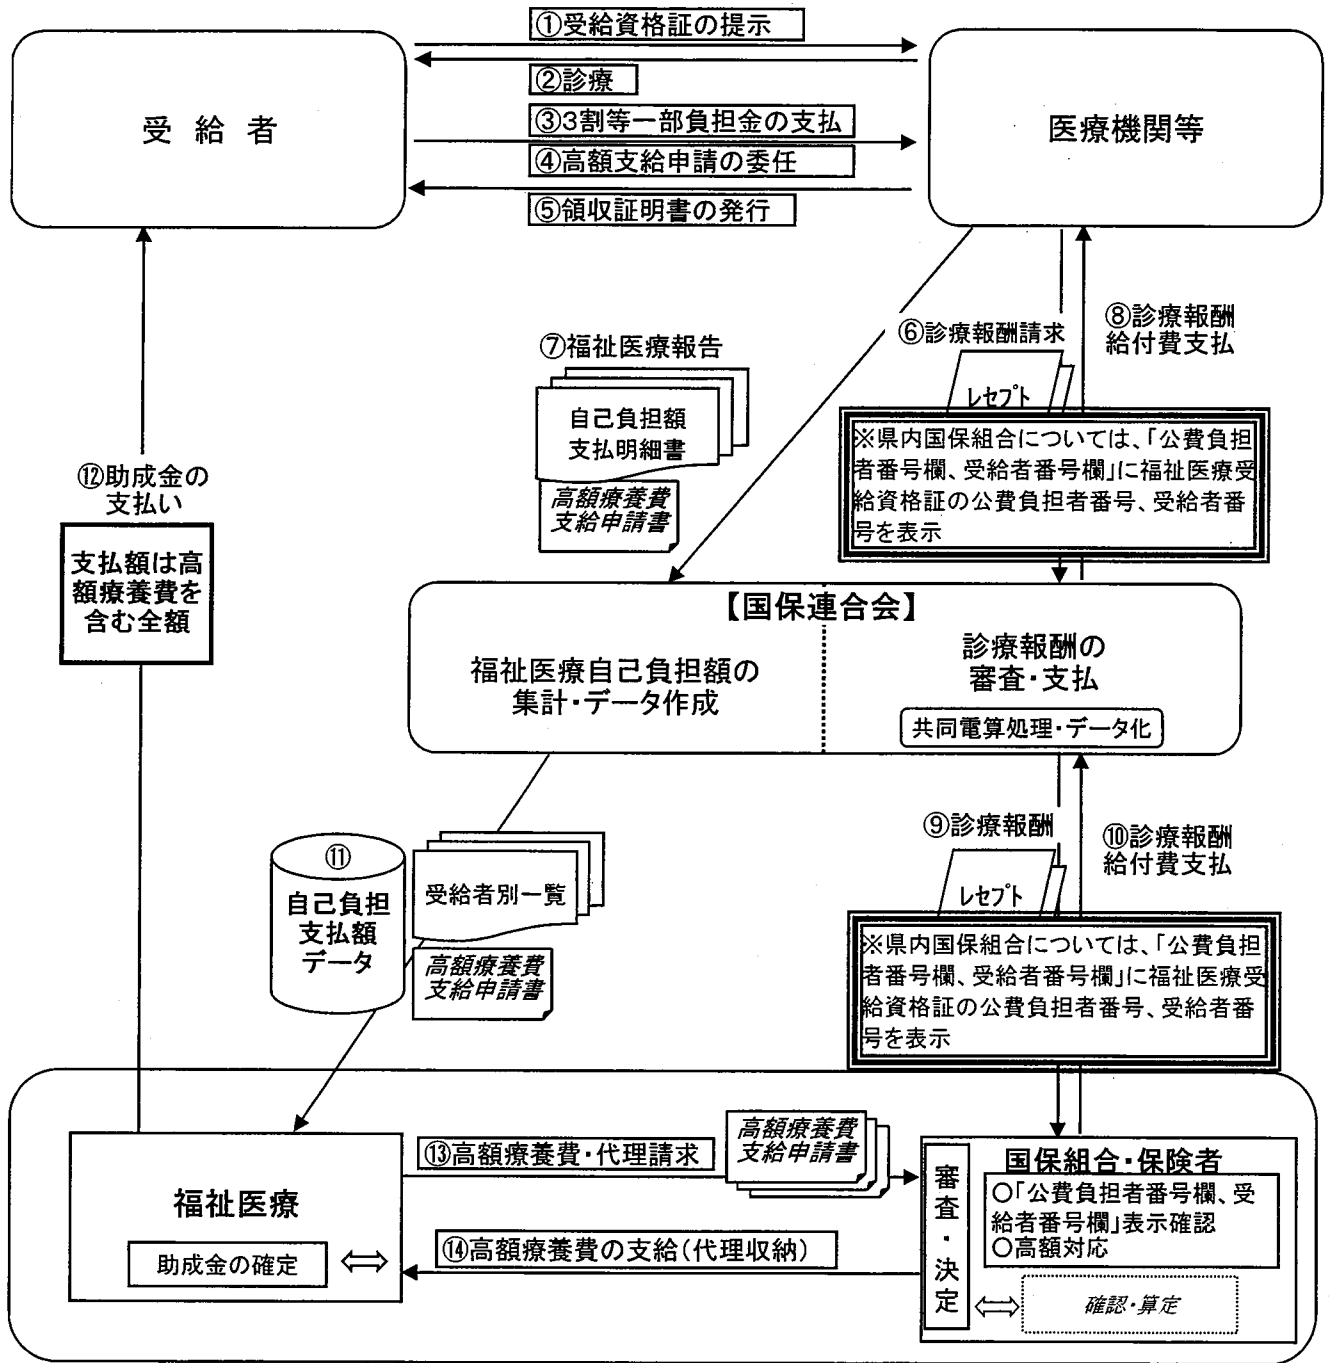 ①受給資格証の提示
②診療
③3割等一部負担金の支払
④高額支給申請の委任
⑤領収証明書の発行
受給者
医療機関等
⑦福祉医療報告
自己負担額
支払明細書
高額療養費
支給申請書
⑥診療報酬請求
レセプト
⑧診療報酬
給付費支払
※県内国保組合については、「公費負担
者番号欄、受給者番号欄」に福祉医療受
給資格証の公費負担者番号、受給者番
号を表示
⑫助成金の
支払い
支払額は高
額療養費を
含む全額
【国保連合会】
福祉医療自己負担額の
集計・データ作成
診療報酬の
審査・支払
共同電算処理・データ化
⑪
自己負担
支払額
データ
受給者別一覧
高額療養費
支給申請書
⑨診療報酬
レセプト
⑩診療報酬
給付費支払
※県内国保組合については、「公費負担
者番号欄、受給者番号欄」に福祉医療受
給資格証の公費負担者番号、受給者番
号を表示
福祉医療
助成金の確定
⑬高額療養費・代理請求
高額療養費
支給申請書
⑭高額療養費の支給(代理収納)
審査・決定
国保組合・保険者
○「公費負担者番号欄、受
給者番号欄」表示確認
○高額対応
確認・算定